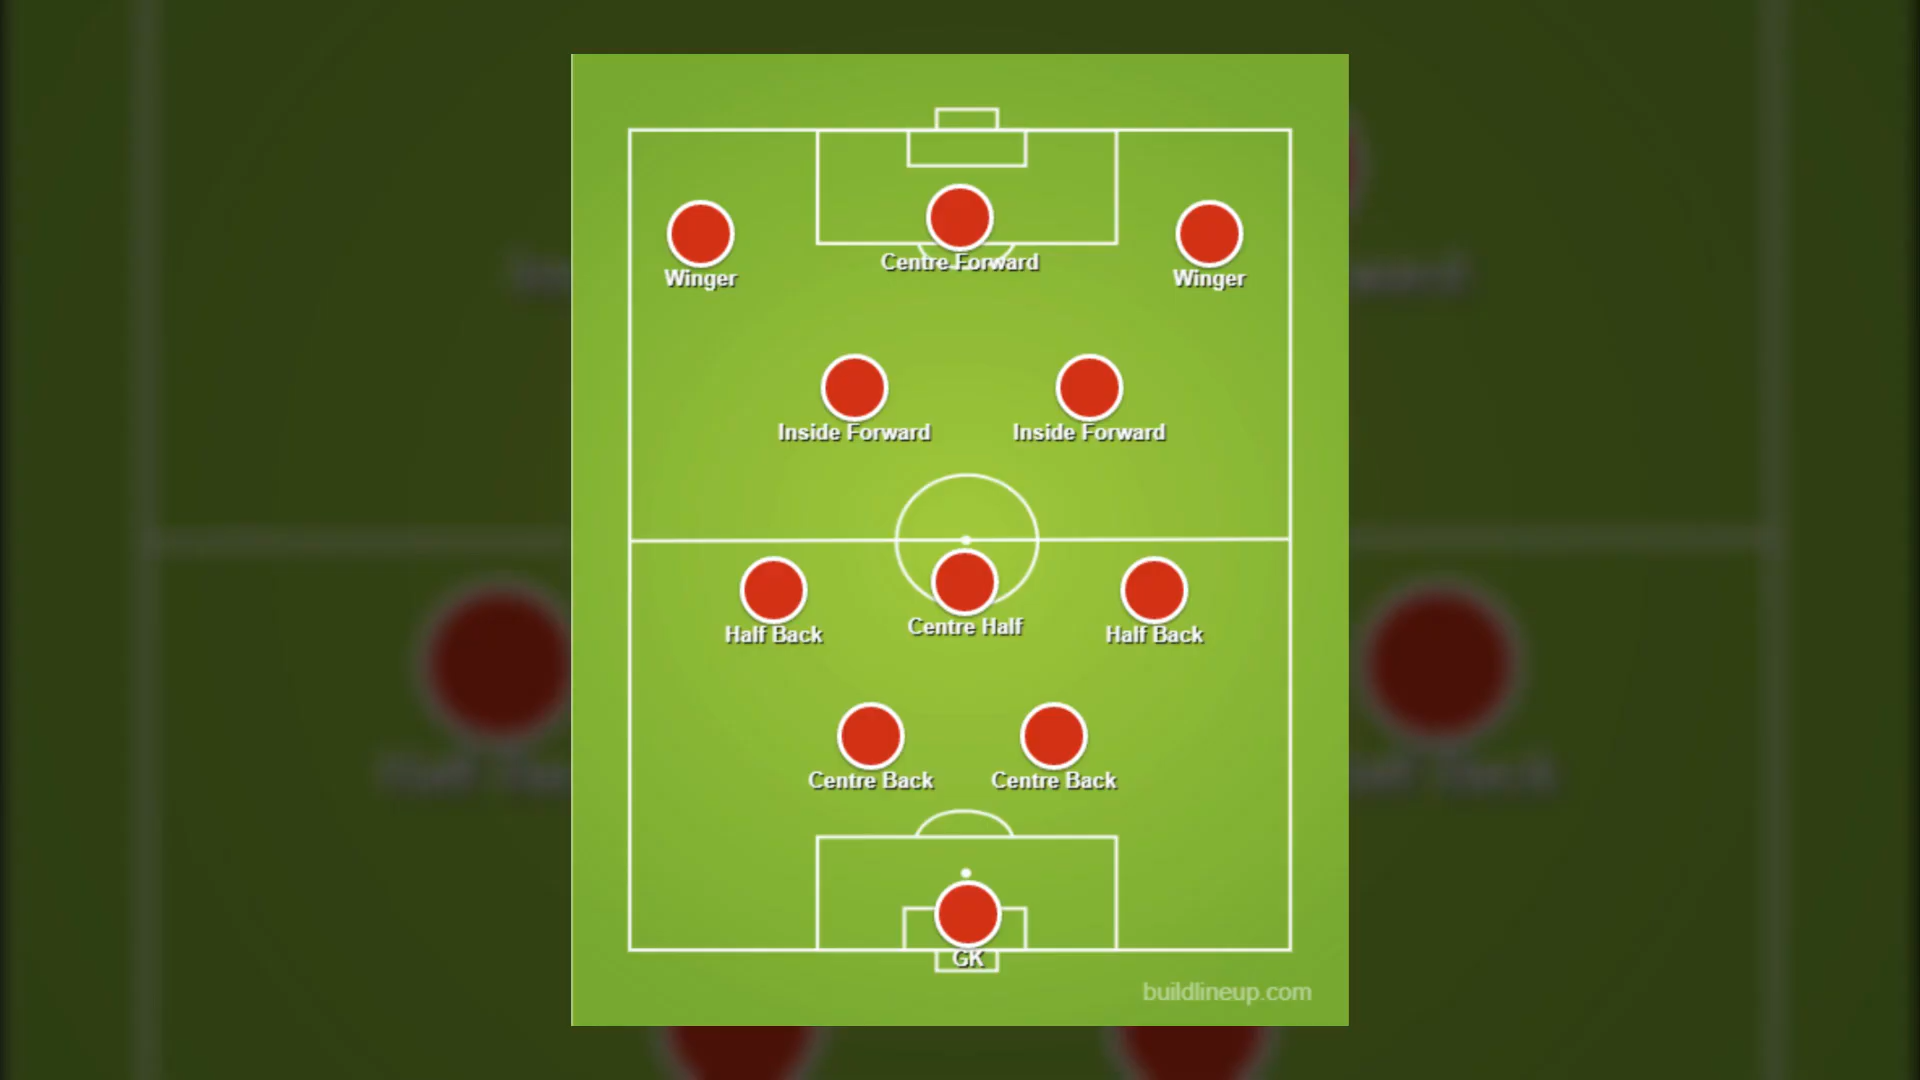 Centre Forward
Winger
Winger
Inside Forward
Inside Forward
Centre Half
Half Back
Half Back
Centre Back
Centre Back
GK
buildlineup.com